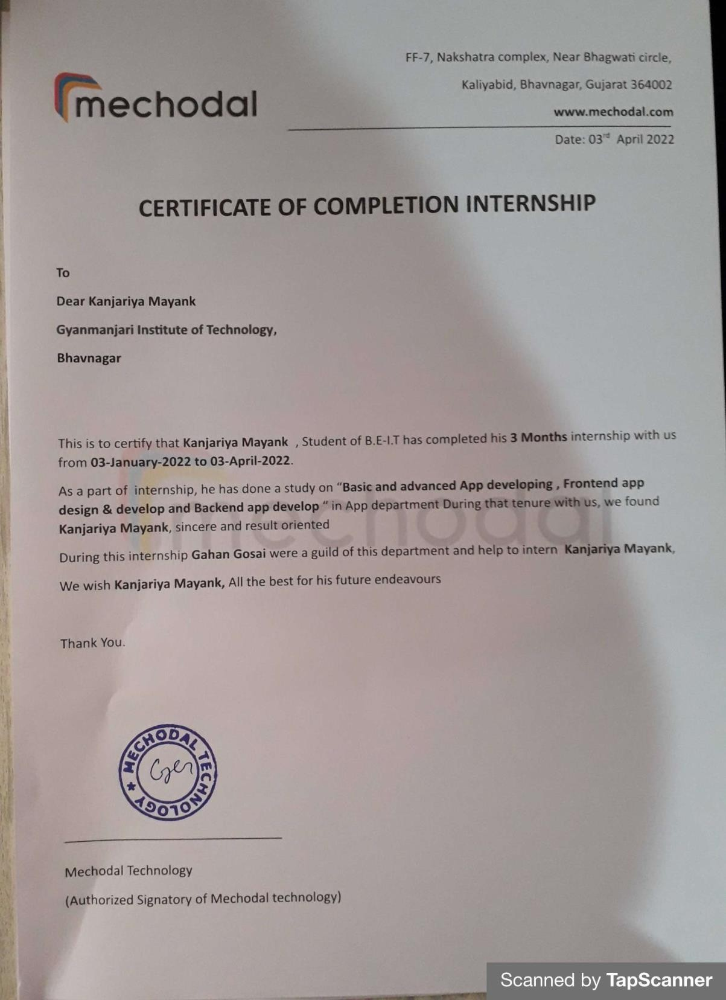 mechodal
FF-7, Nakshatra complex, Near Bhagwati circle,
Kaliyabid, Bhavnagar, Gujarat 364002
www.mechodal.com
Date: 03rd April 2022
CERTIFICATE OF COMPLETION INTERNSHIP
To
Dear Kanjariya Mayank
Gyanmanjari Institute of Technology,
Bhavnagar
This is to certify that Kanjariya Mayank , Student of B.E-I.T has completed his 3 Months internship with us
from 03-January-2022 to 03-April-2022.
As a part of internship, he has done a study on “Basic and advanced App developing , Frontend app
design & develop and Backend app develop “ in App department During that tenure with us, we found
Kanjariya Mayank, sincere and result oriented
During this internship Gahan Gosai were a guild of this department and help to intern Kanjariya Mayank,
We wish Kanjariya Mayank, All the best for his future endeavours
Thank You.
mechodal
MECHODAL TECHNOLOGY
Mechodal Technology
(Authorized Signatory of Mechodal technology)
Scanned by TapScanner